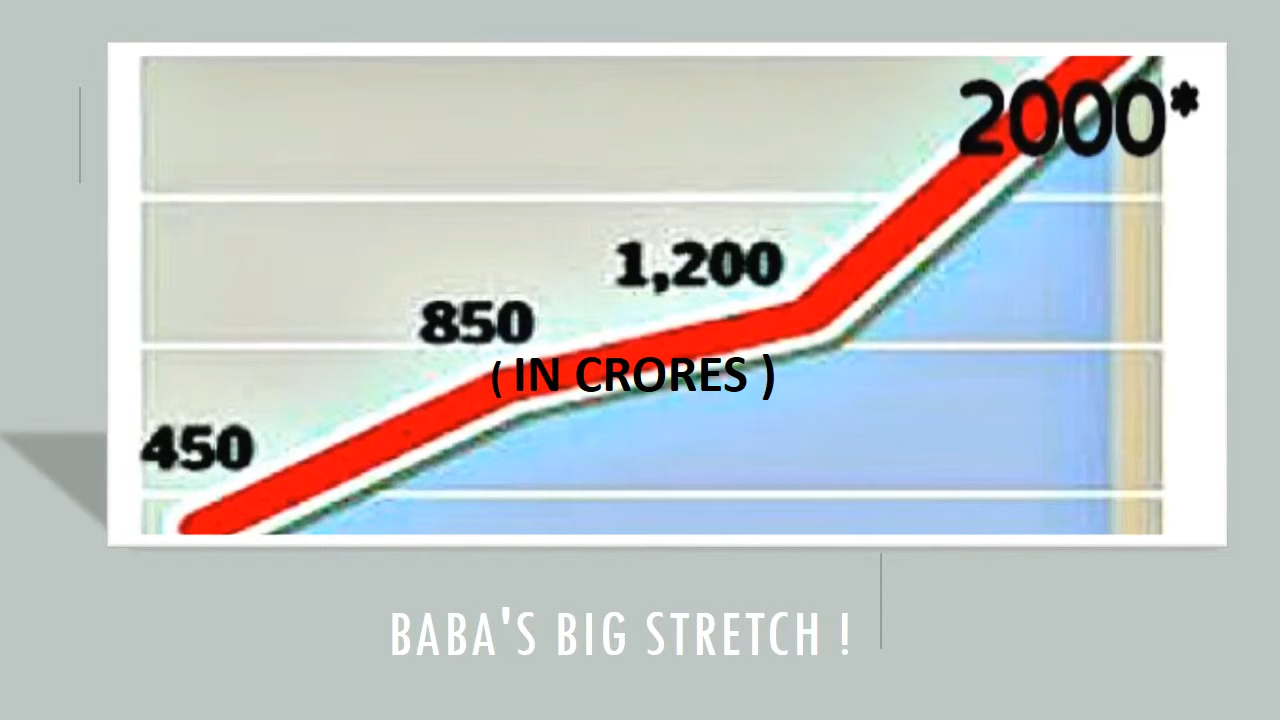 2000*
1,200
850
( IN CRORES )
450
BABA'S BIG STRETCH !